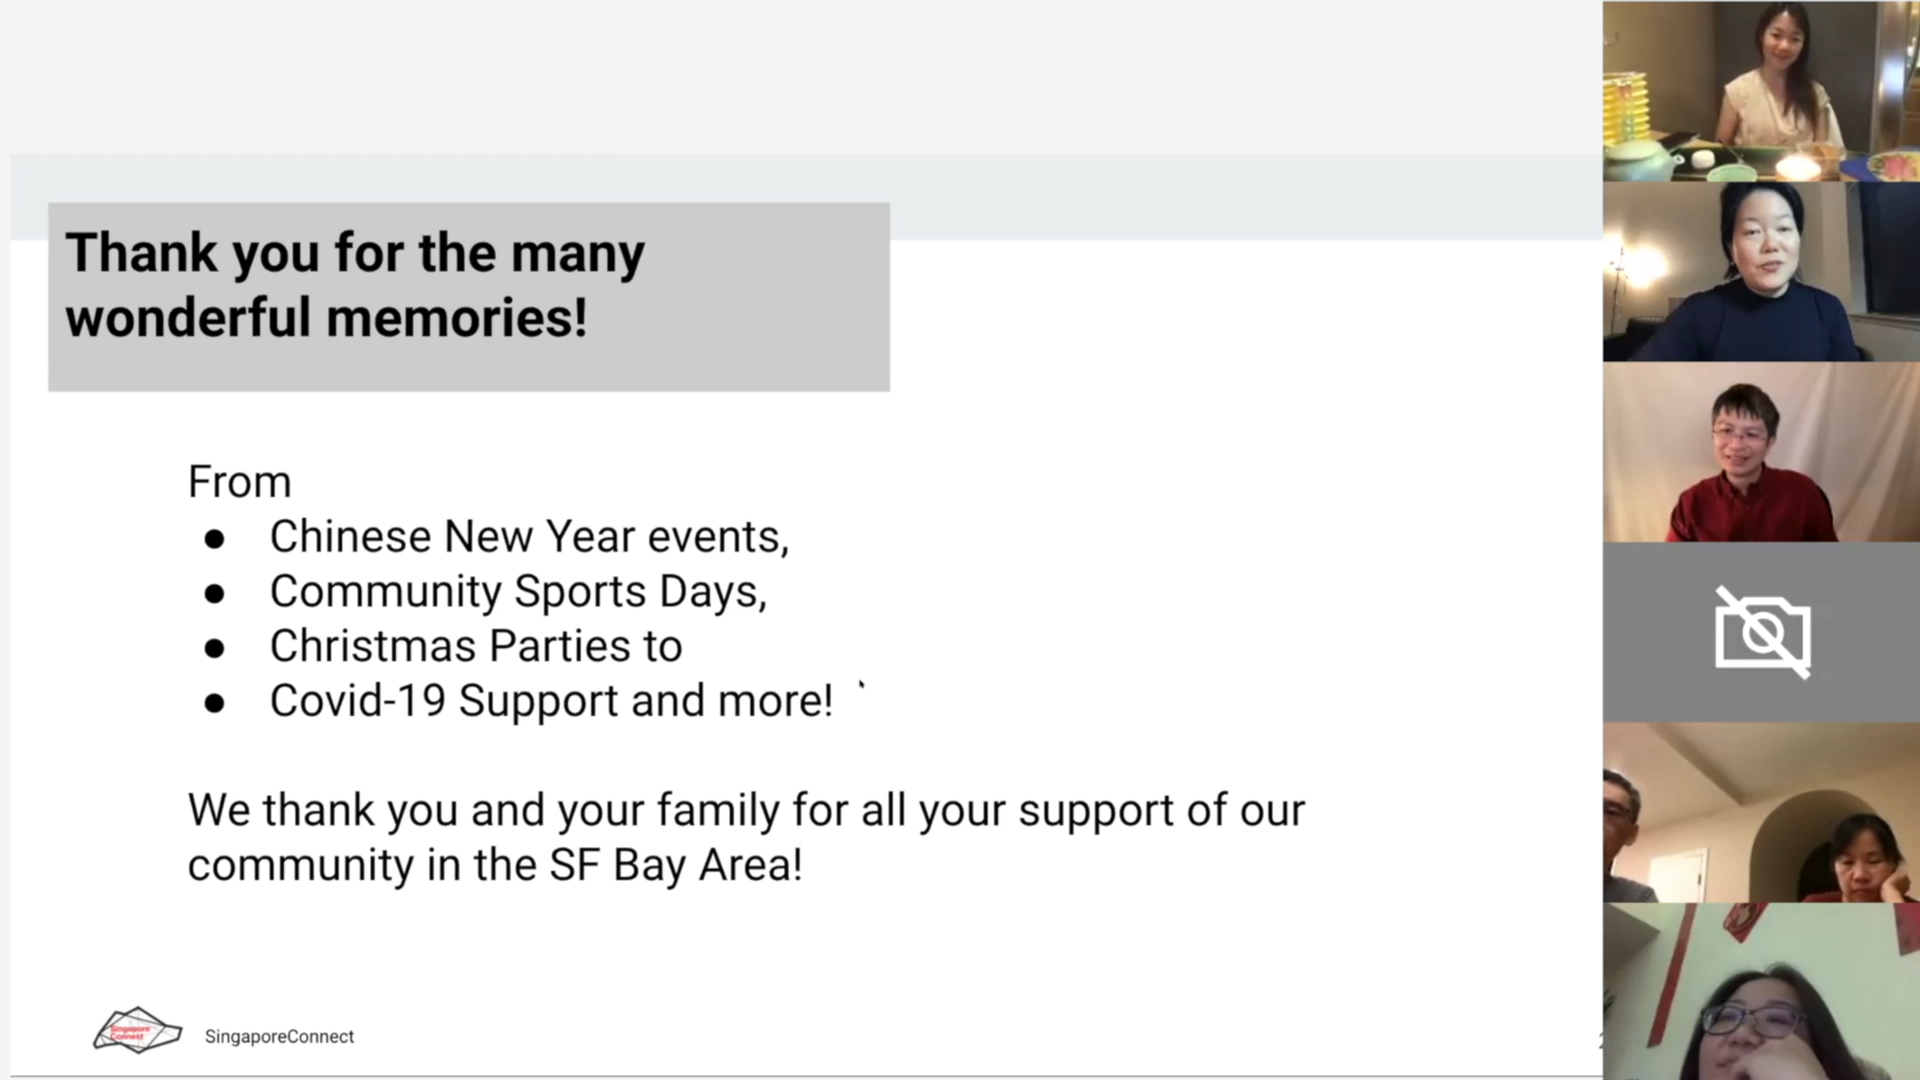 Thank you for the many
wonderful memories!
From
● Chinese New Year events,
● Community Sports Days,
● Christmas Parties to
● Covid-19 Support and more!
We thank you and your family for all your support of our
community in the SF Bay Area!
Singapore
Connect
SingaporeConnect